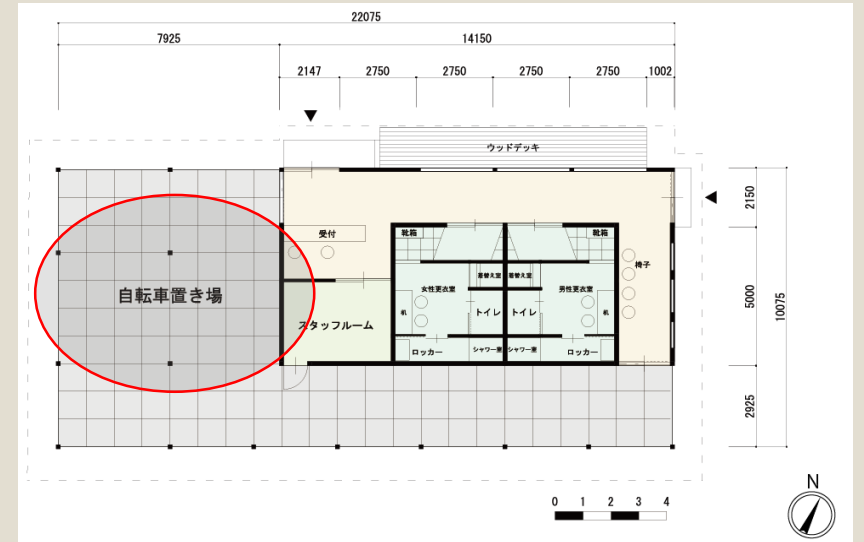 22075
7925 14150
2147 2750 2750 2750 2750 1002
ウッドデッキ
2150
受付 靴箱 靴箱
椅子
着替え室 着替え室
女性更衣室 男性更衣室
自転車置き場
5000
10075
机 トイレ トイレ 机
スタッフルーム
ロッカー シャワー室 シャワー室 ロッカー
2925
N
0 1 2 3 4